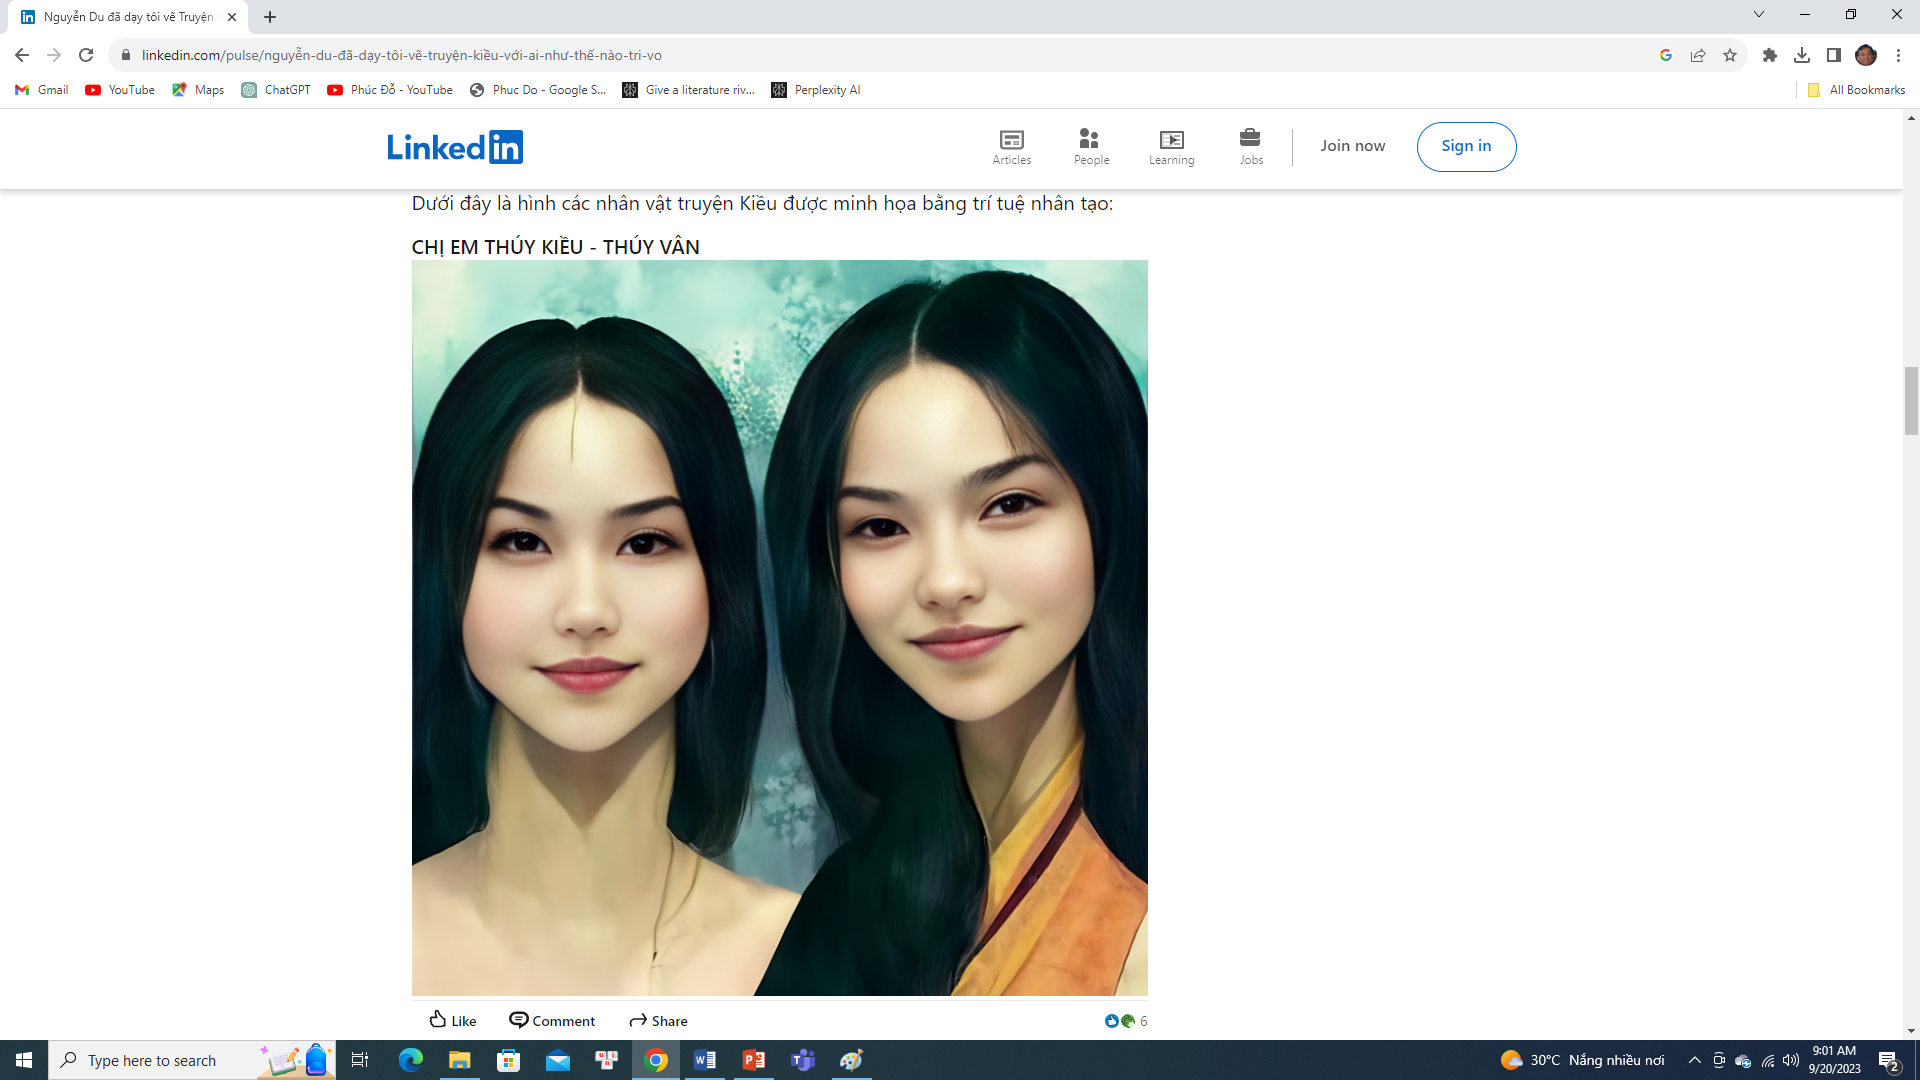 Nguyễn Du đã dạy tôi vẽ Truyện
linkedin.com/pulse/nguyễn-du-đã-dạy-tôi-vẽ-truyện-kiều-với-ai-như-thế-nào-tri-vo
Gmail YouTube Maps ChatGPT Phúc Đỗ - YouTube Phuc Do - Google S... Give a literature riv... Perplexity AI All Bookmarks
Linkedin Articles People Learning Jobs Join now Sign in
Dưới đây là hình các nhân vật truyện Kiều được minh họa bằng trí tuệ nhân tạo:
CHỊ EM THÚY KIỀU - THÚY VÂN
Like Comment Share 6
Type here to search 30°C Nắng nhiều nơi 9:01 AM
9/20/2023 2